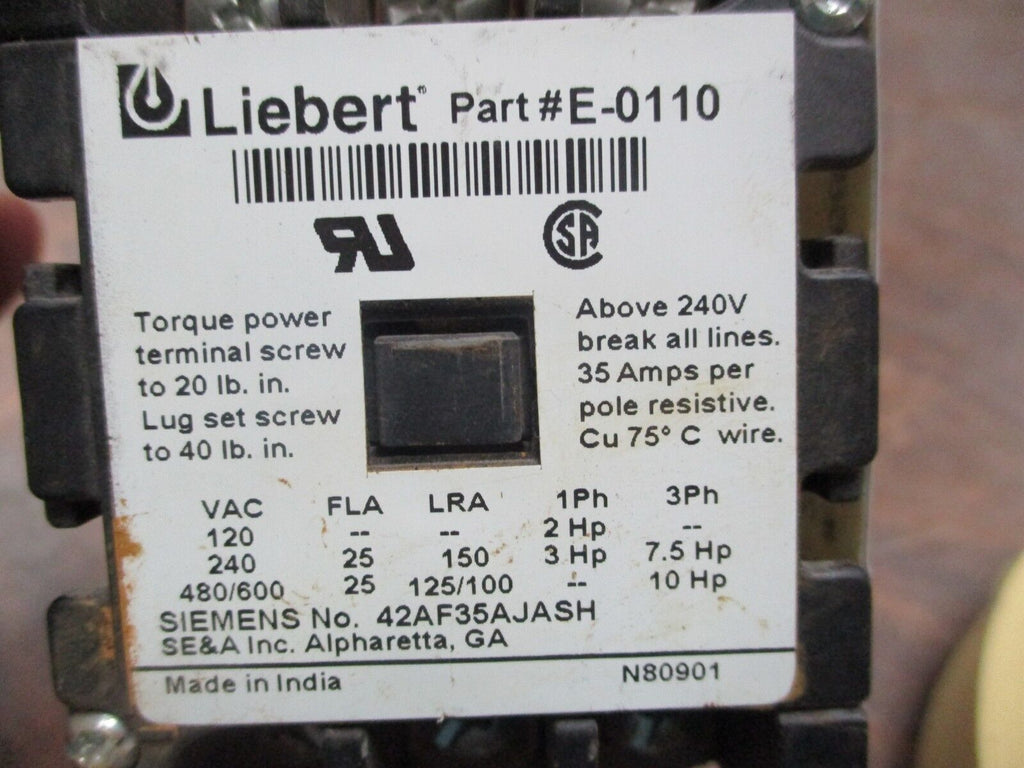 Liebert® Part # E-0110
Torque power
terminal screw
to 20 lb. in.
Lug set screw
to 40 lb. in.
Above 240V
break all lines.
35 Amps per
pole resistive.
Cu 75° C wire.
VAC FLA LRA 1Ph 3Ph
120 -- -- 2 Hp --
240 25 150 3 Hp 7.5 Hp
480/600 25 125/100 -- 10 Hp
SIEMENS No. 42AF35AJASH
SE&A Inc. Alpharetta, GA
Made in India N80901